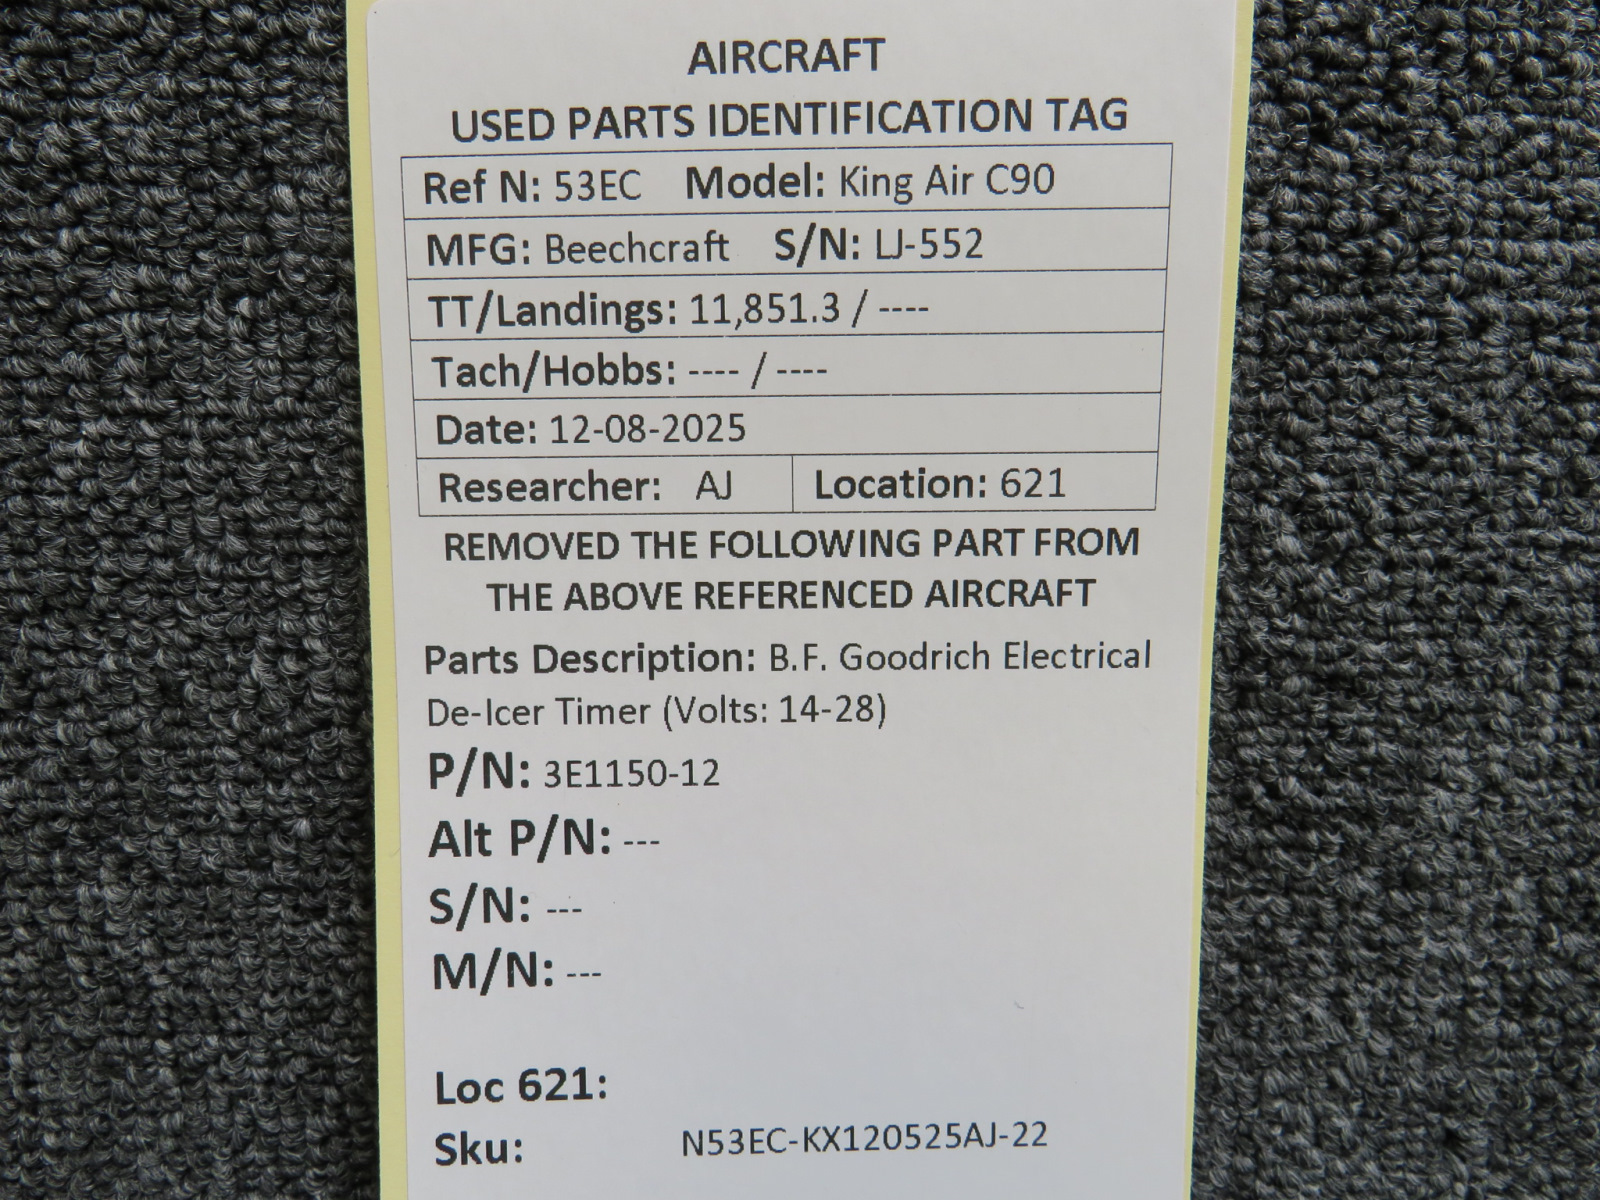 AIRCRAFT
USED PARTS IDENTIFICATION TAG
Ref N: 53EC Model: King Air C90
MFG: Beechcraft S/N: LJ-552
TT/Landings: 11,851.3 / ----
Tach/Hobbs: ---- / ----
Date: 12-08-2025
Researcher: AJ Location: 621
REMOVED THE FOLLOWING PART FROM
THE ABOVE REFERENCED AIRCRAFT
Parts Description: B.F. Goodrich Electrical
De-Icer Timer (Volts: 14-28)
P/N: 3E1150-12
Alt P/N: ---
S/N: ---
M/N: ---
Loc 621:
Sku: N53EC-KX120525AJ-22